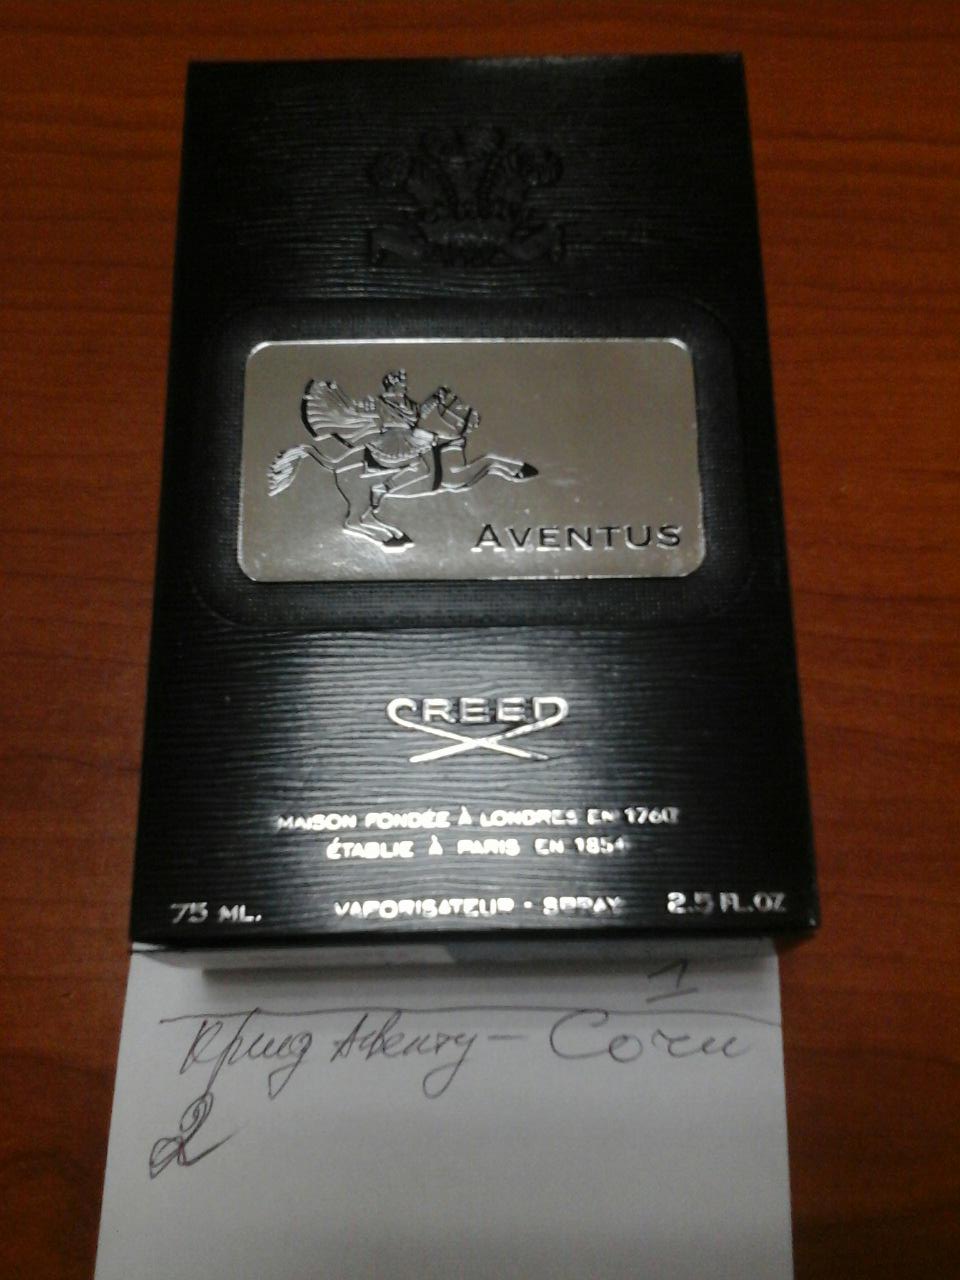 AVENTUS
CREED
MAISON FONDÉE À LONDRES EN 1760
ÉTABLIE À PARIS EN 1854
75 ML.
VAPORISATEUR • SPRAY
2.5 FL.OZ
1
Крид Авенту – Сочи
2